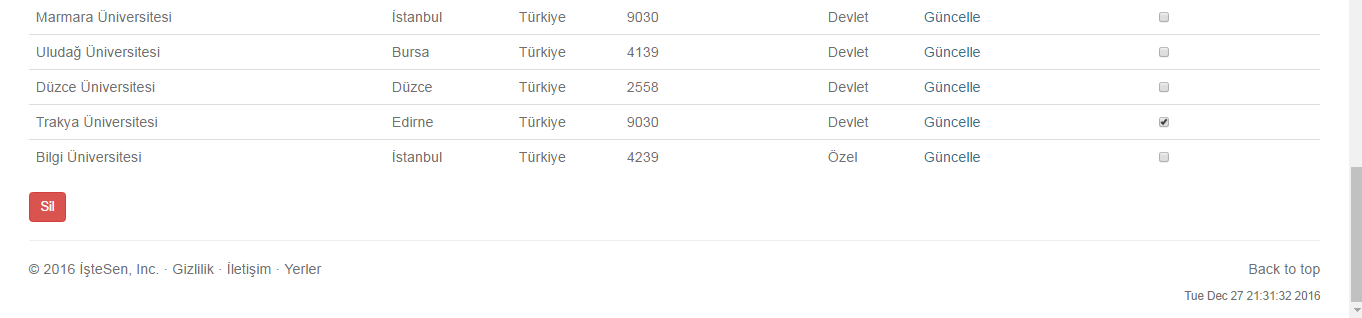 Marmara Üniversitesi İstanbul Türkiye 9030 Devlet Güncelle
Uludağ Üniversitesi Bursa Türkiye 4139 Devlet Güncelle
Düzce Üniversitesi Düzce Türkiye 2558 Devlet Güncelle
Trakya Üniversitesi Edirne Türkiye 9030 Devlet Güncelle
Bilgi Üniversitesi İstanbul Türkiye 4239 Özel Güncelle
Sil
© 2016 İşteSen, Inc. · Gizlilik · İletişim · Yerler Back to top
Tue Dec 27 21:31:32 2016